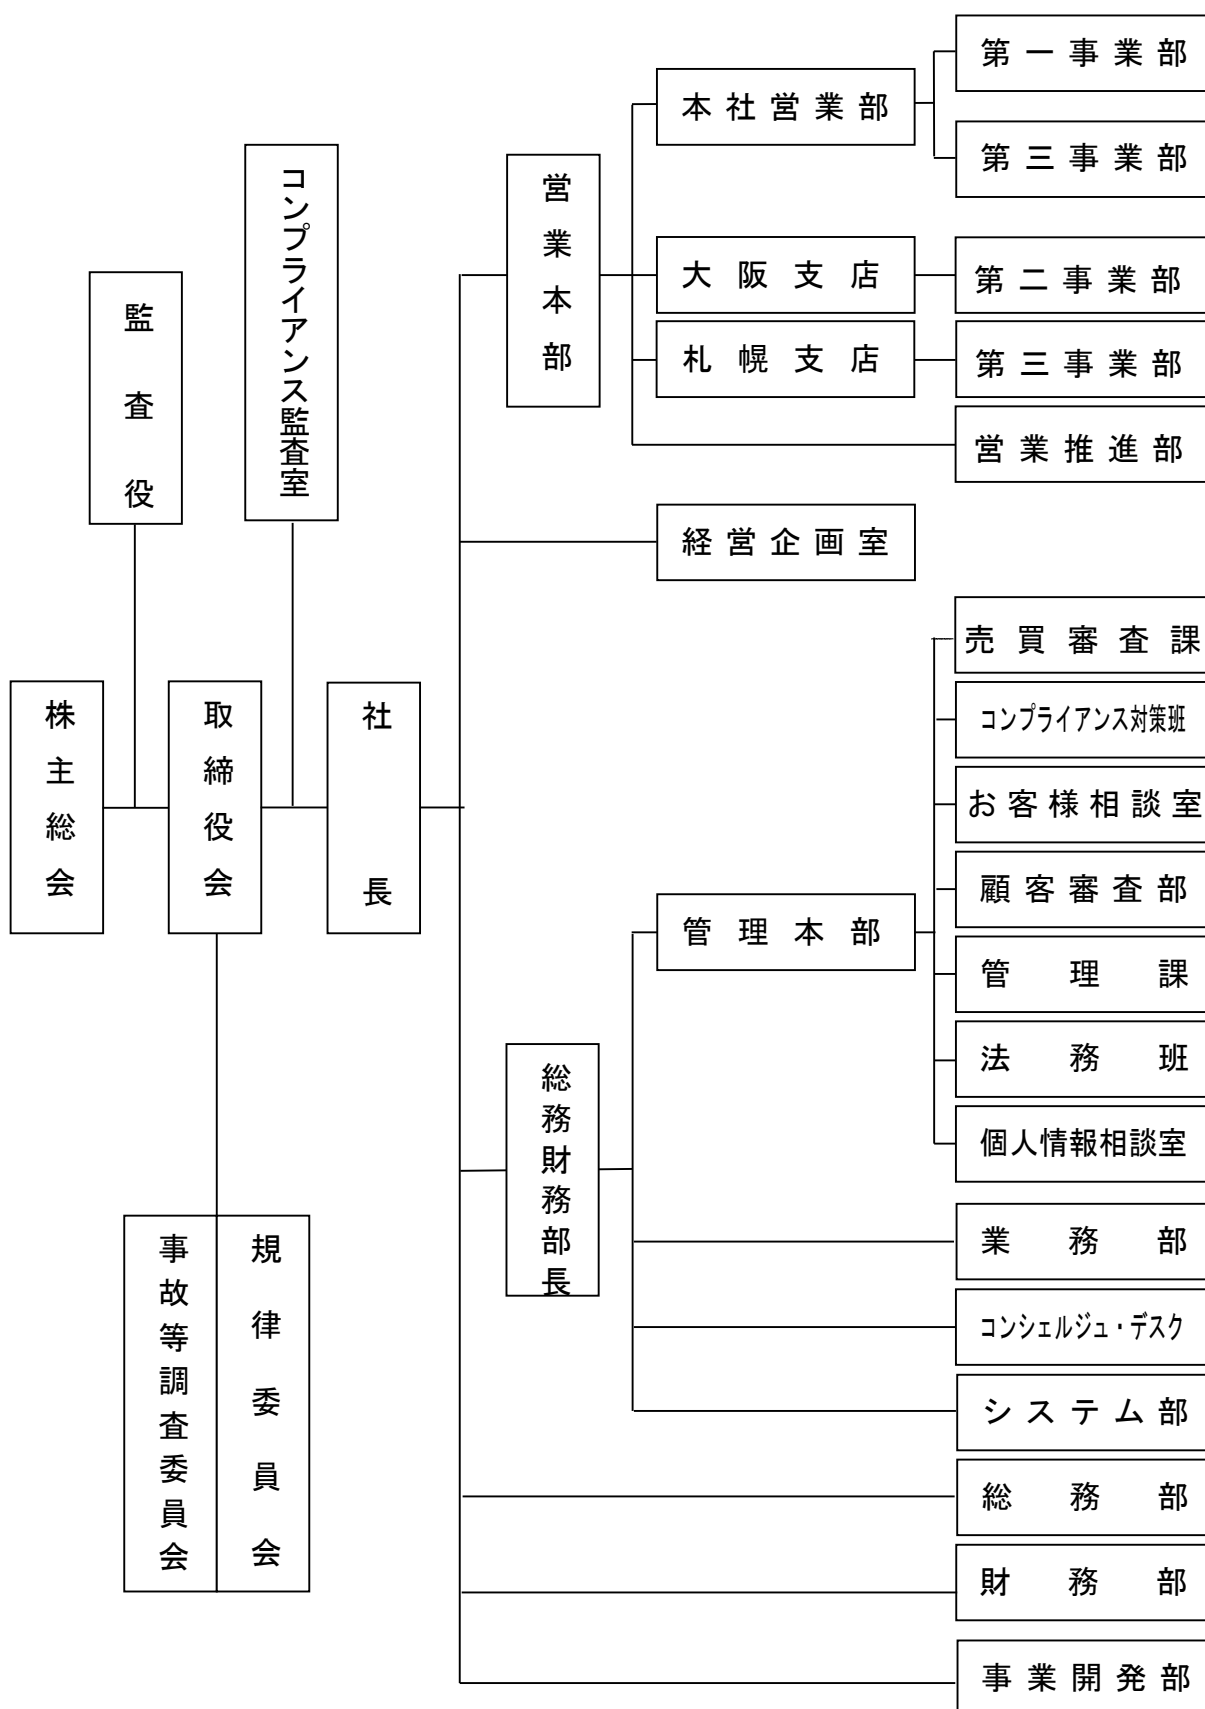 株主総会
監査役
取締役会
コンプライアンス監査室
社長
事故等調査委員会
規律委員会
営業本部
本社営業部
第一事業部
第三事業部
大阪支店
第二事業部
札幌支店
第三事業部
営業推進部
経営企画室
総務財務部長
管理本部
売買審査課
コンプライアンス対策班
お客様相談室
顧客審査部
管理課
法務班
個人情報相談室
業務部
コンシェルジュ・デスク
システム部
総務部
財務部
事業開発部